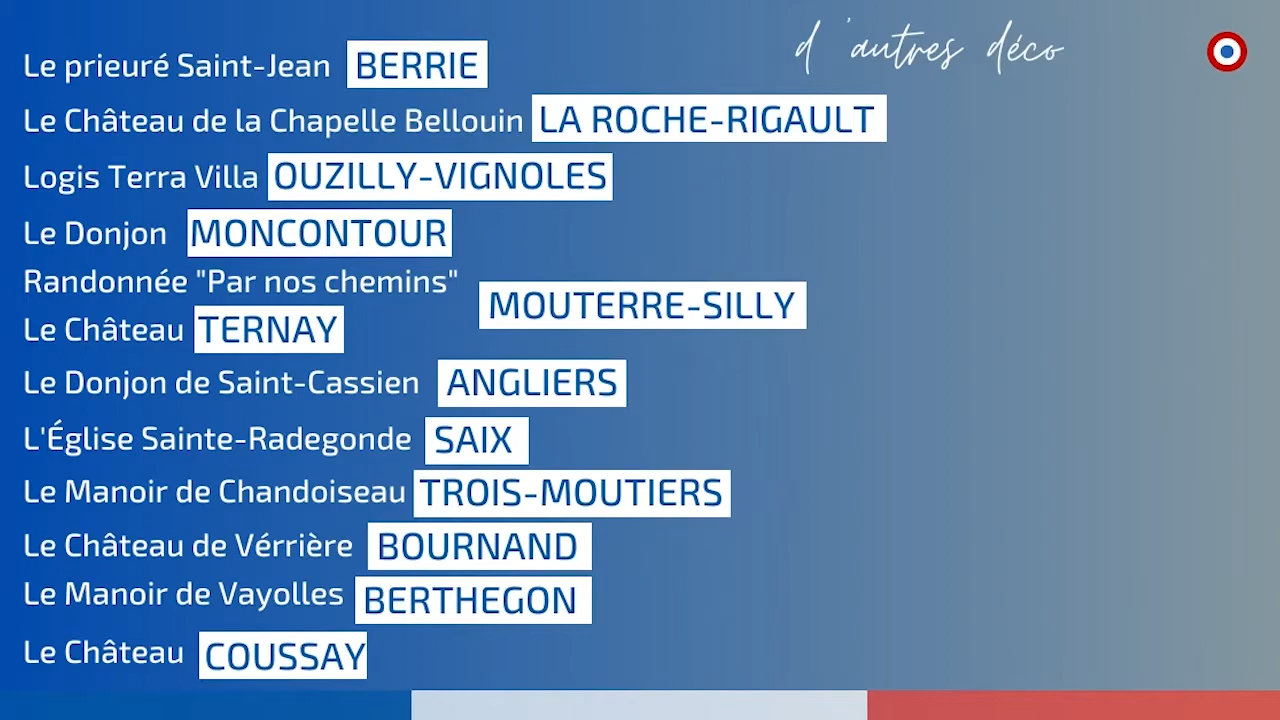 d'autres déco
Le prieuré Saint-Jean BERRIE
Le Château de la Chapelle Bellouin LA ROCHE-RIGAULT
Logis Terra Villa OUZILLY-VIGNOLES
Le Donjon MONCONTOUR
Randonnée "Par nos chemins" MOUTERRE-SILLY
Le Château TERNAY
Le Donjon de Saint-Cassien ANGLIERS
L'Église Sainte-Radegonde SAIX
Le Manoir de Chandoiseau TROIS-MOUTIERS
Le Château de Vérrière BOURNAND
Le Manoir de Vayolles BERTHEGON
Le Château COUSSAY